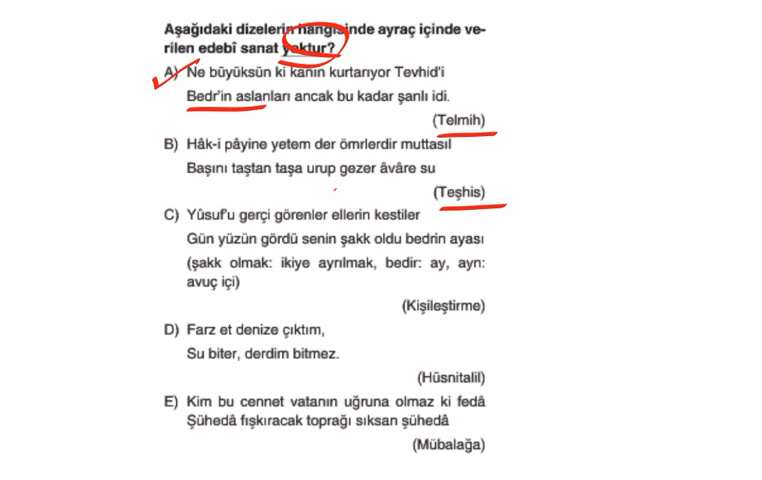 Aşağıdaki dizelerin hangisinde ayraç içinde ve-
rilen edebî sanat yoktur?
A) Ne büyüksün ki kanın kurtarıyor Tevhid'i
Bedr'in aslanları ancak bu kadar şanlı idi.
(Telmih)
B) Hâk-i pâyine yetem der ömrlerdir muttasıl
Başını taştan taşa urup gezer âvâre su
(Teşhis)
C) Yûsuf'u gerçi görenler ellerin kestiler
Gün yüzün gördü senin şakk oldu bedrin ayası
(şakk olmak: ikiye ayrılmak, bedir: ay, ayn:
avuç içi)
(Kişileştirme)
D) Farz et denize çıktım,
Su biter, derdim bitmez.
(Hüsnitalil)
E) Kim bu cennet vatanın uğruna olmaz ki fedâ
Şühedâ fışkıracak toprağı sıksan şühedâ
(Mübalağa)